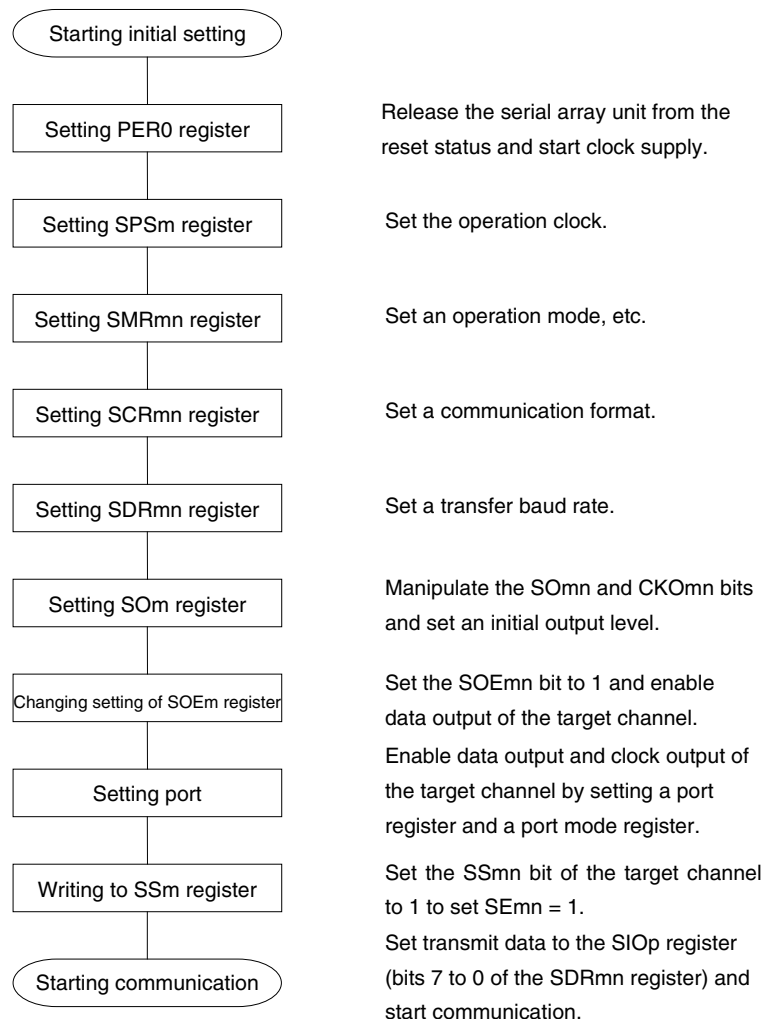 Starting initial setting
Setting PER0 register
Release the serial array unit from the
reset status and start clock supply.
Setting SPSm register
Set the operation clock.
Setting SMRmn register
Set an operation mode, etc.
Setting SCRmn register
Set a communication format.
Setting SDRmn register
Set a transfer baud rate.
Setting SOm register
Manipulate the SOmn and CKOmn bits
and set an initial output level.
Changing setting of SOEm register
Set the SOEmn bit to 1 and enable
data output of the target channel.
Setting port
Enable data output and clock output of
the target channel by setting a port
register and a port mode register.
Writing to SSm register
Set the SSmn bit of the target channel
to 1 to set SEmn = 1.
Starting communication
Set transmit data to the SIOp register
(bits 7 to 0 of the SDRmn register) and
start communication.